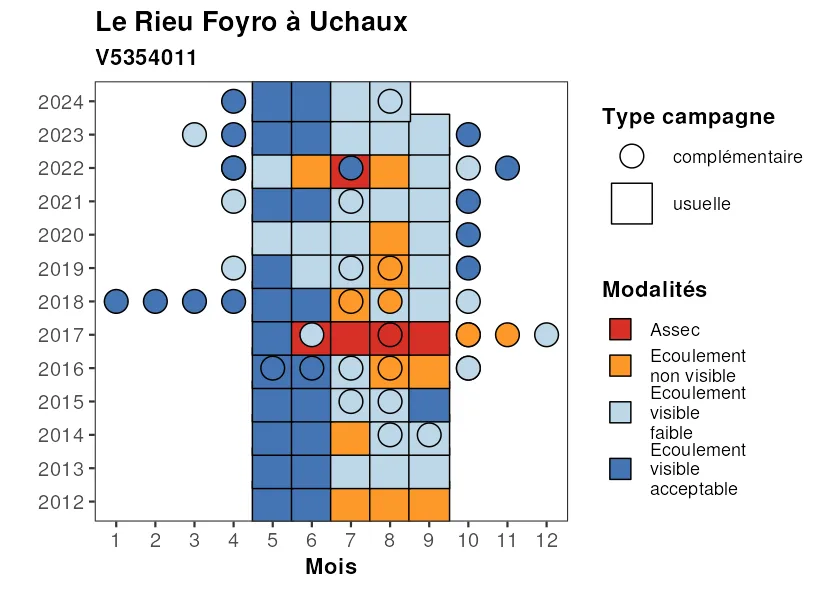 Le Rieu Foyro à Uchaux
V5354011
2024
2023
2022
2021
2020
2019
2018
2017
2016
2015
2014
2013
2012
1 2 3 4 5 6 7 8 9 10 11 12
Mois
Type campagne
complémentaire
usuelle
Modalités
Assec
Ecoulement
non visible
Ecoulement
visible
faible
Ecoulement
visible
acceptable